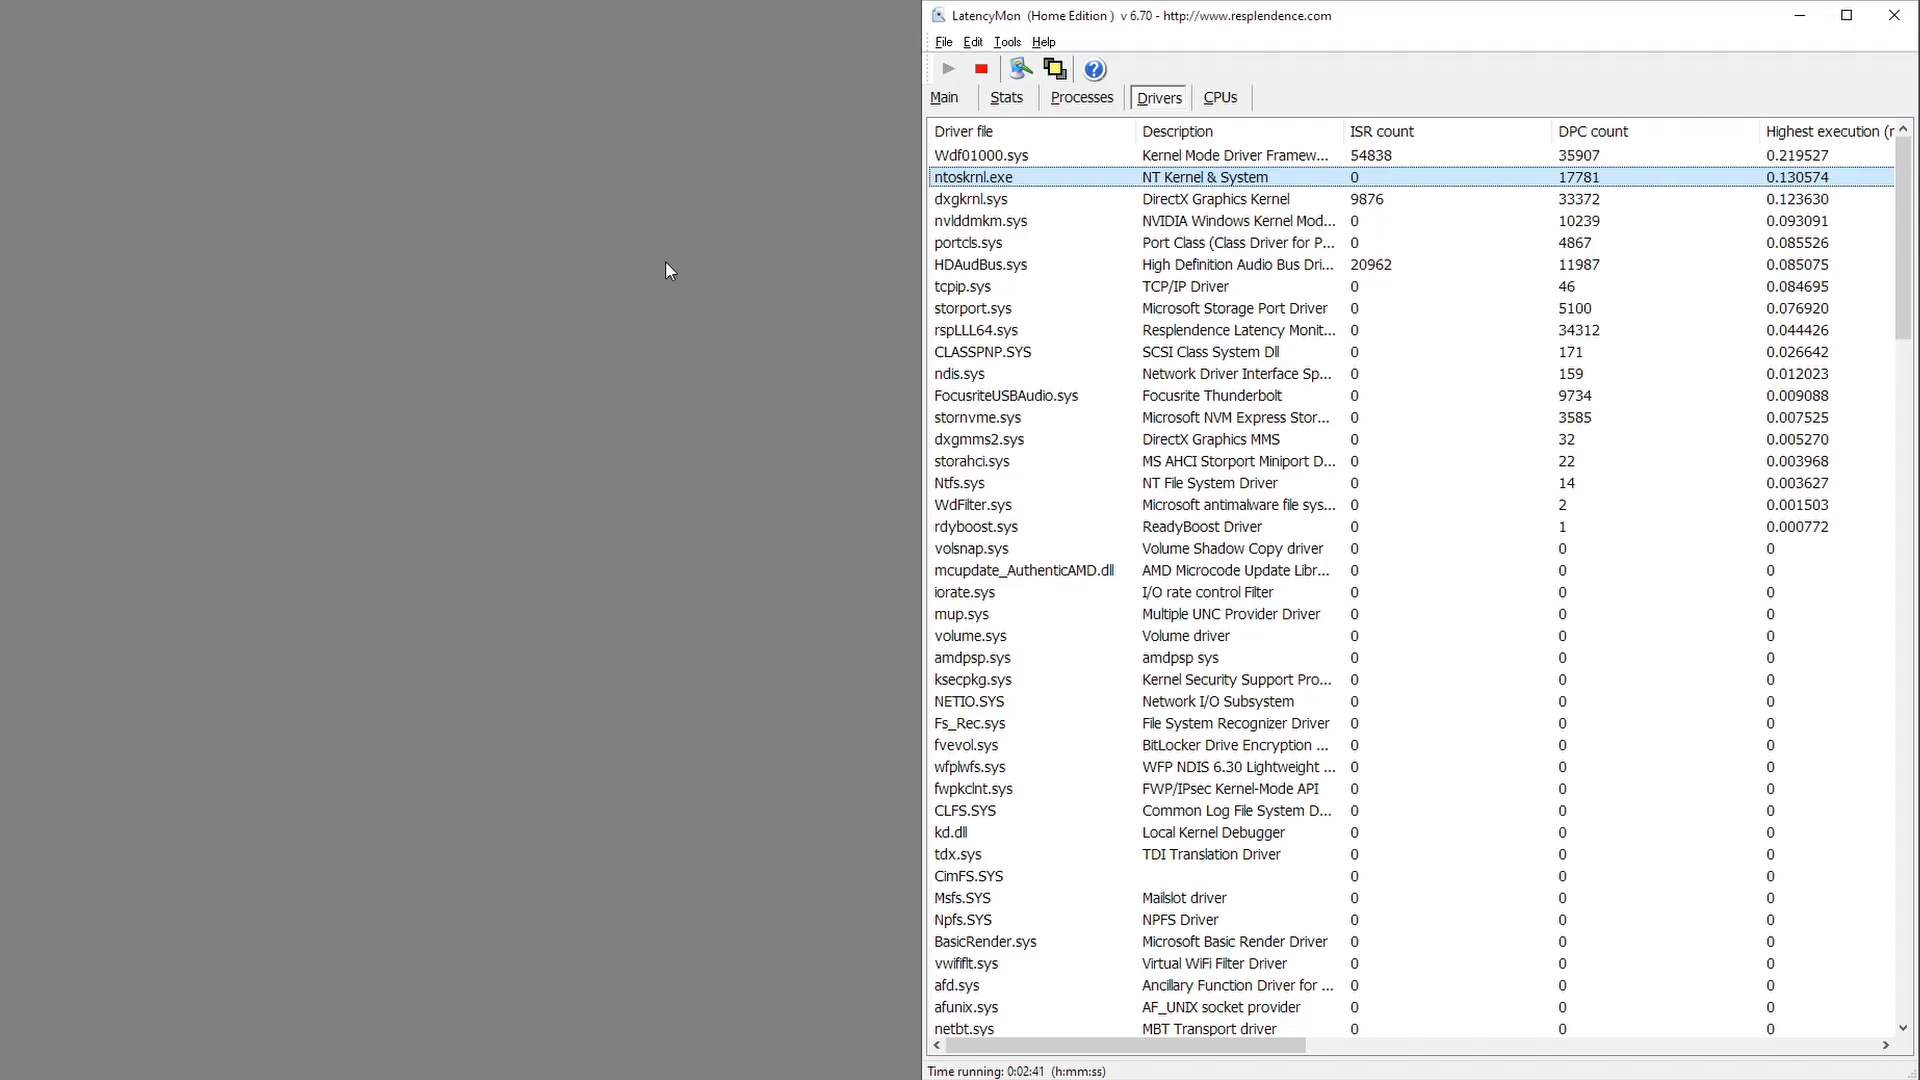 LatencyMon (Home Edition ) v 6.70 - http://www.resplendence.com
File Edit Tools Help
Main Stats Processes Drivers CPUs
Driver file Description ISR count DPC count Highest execution (r
Wdf01000.sys Kernel Mode Driver Framew... 54838 35907 0.219527
ntoskrnl.exe NT Kernel & System 0 17781 0.130574
dxgkrnl.sys DirectX Graphics Kernel 9876 33372 0.123630
nvlddmkm.sys NVIDIA Windows Kernel Mod... 0 10239 0.093091
portcls.sys Port Class (Class Driver for P... 0 4867 0.085526
HDAudBus.sys High Definition Audio Bus Dri... 20962 11987 0.085075
tcpip.sys TCP/IP Driver 0 46 0.084695
storport.sys Microsoft Storage Port Driver 0 5100 0.076920
rspLLL64.sys Resplendence Latency Monit... 0 34312 0.044426
CLASSPNP.SYS SCSI Class System Dll 0 171 0.026642
ndis.sys Network Driver Interface Sp... 0 159 0.012023
FocusriteUSBAudio.sys Focusrite Thunderbolt 0 9734 0.009088
stornvme.sys Microsoft NVM Express Stor... 0 3585 0.007525
dxgmms2.sys DirectX Graphics MMS 0 32 0.005270
storahci.sys MS AHCI Storport Miniport D... 0 22 0.003968
Ntfs.sys NT File System Driver 0 14 0.003627
WdFilter.sys Microsoft antimalware file sys... 0 2 0.001503
rdyboost.sys ReadyBoost Driver 0 1 0.000772
volsnap.sys Volume Shadow Copy driver 0 0 0
mcupdate_AuthenticAMD.dll AMD Microcode Update Libr... 0 0 0
iorate.sys I/O rate control Filter 0 0 0
mup.sys Multiple UNC Provider Driver 0 0 0
volume.sys Volume driver 0 0 0
amdpsp.sys amdpsp sys 0 0 0
ksecpkg.sys Kernel Security Support Pro... 0 0 0
NETIO.SYS Network I/O Subsystem 0 0 0
Fs_Rec.sys File System Recognizer Driver 0 0 0
fvevol.sys BitLocker Drive Encryption ... 0 0 0
wfplwfs.sys WFP NDIS 6.30 Lightweight ... 0 0 0
fwpkclnt.sys FWP/IPsec Kernel-Mode API 0 0 0
CLFS.SYS Common Log File System D... 0 0 0
kd.dll Local Kernel Debugger 0 0 0
tdx.sys TDI Translation Driver 0 0 0
CimFS.SYS 0 0 0
Msfs.SYS Mailslot driver 0 0 0
Npfs.SYS NPFS Driver 0 0 0
BasicRender.sys Microsoft Basic Render Driver 0 0 0
vwififlt.sys Virtual WiFi Filter Driver 0 0 0
afd.sys Ancillary Function Driver for ... 0 0 0
afunix.sys AF_UNIX socket provider 0 0 0
netbt.sys MBT Transport driver 0 0 0
Time running: 0:02:41 (h:mm:ss)